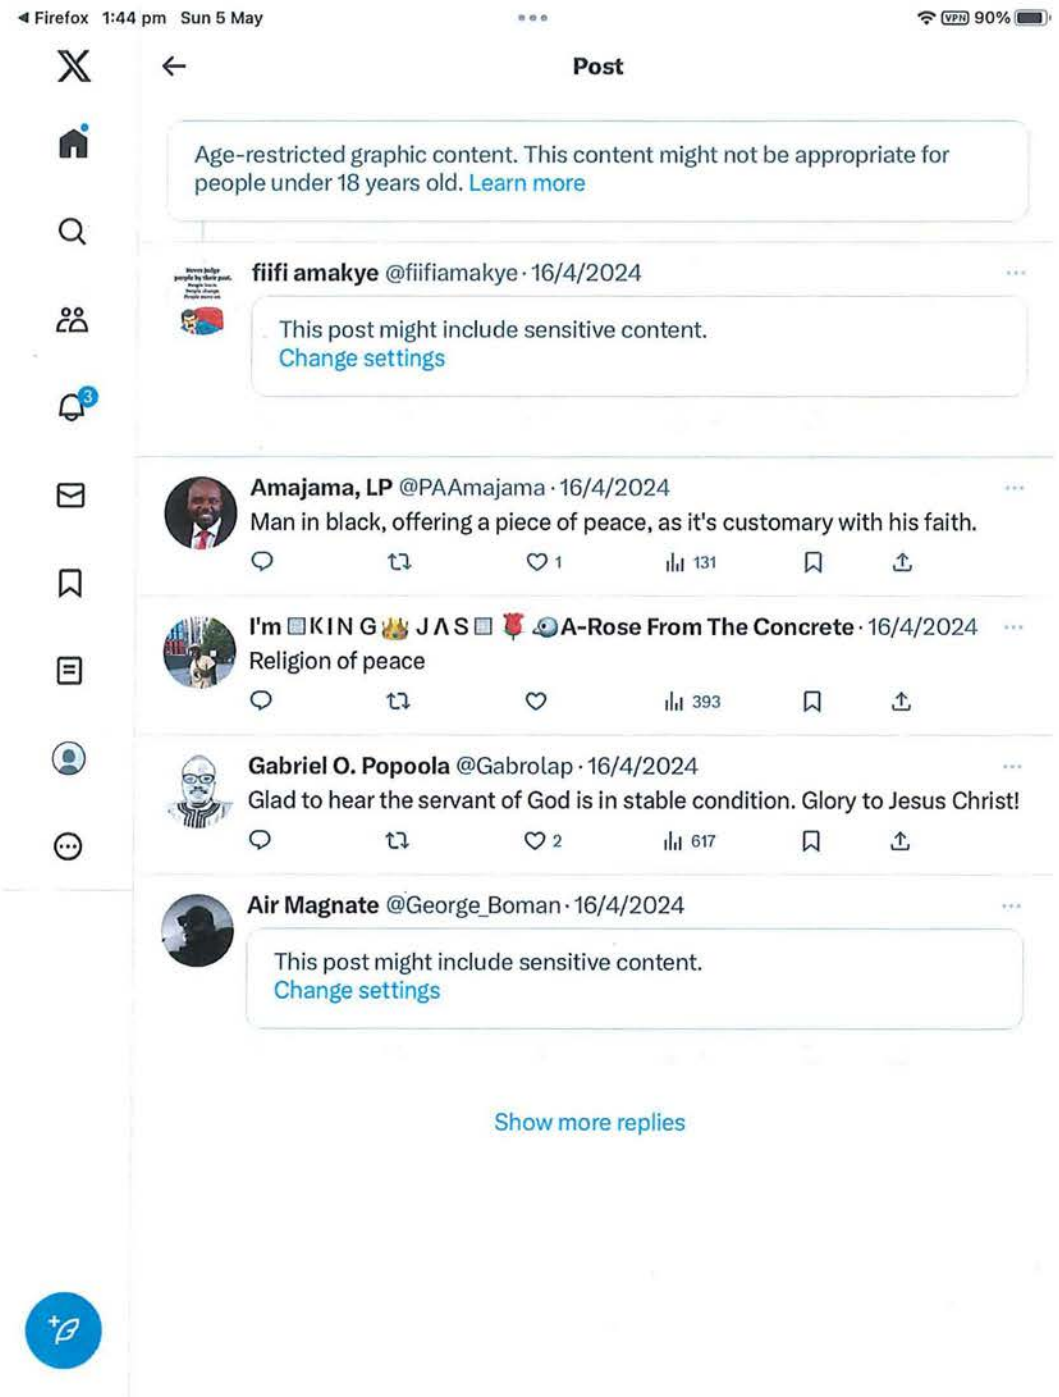 Firefox 1:44 pm Sun 5 May
VPN 90%
Post
Age-restricted graphic content. This content might not be appropriate for
people under 18 years old. Learn more
fiifi amakye @fiifiamakye · 16/4/2024
This post might include sensitive content.
Change settings
3
Amajama, LP @PAAmajama · 16/4/2024
Man in black, offering a piece of peace, as it's customary with his faith.
1 131
I'm KING JΛS A-Rose From The Concrete · 16/4/2024
Religion of peace
393
Gabriel O. Popoola @Gabrolap · 16/4/2024
Glad to hear the servant of God is in stable condition. Glory to Jesus Christ!
2 617
Air Magnate @George_Boman · 16/4/2024
This post might include sensitive content.
Change settings
Show more replies